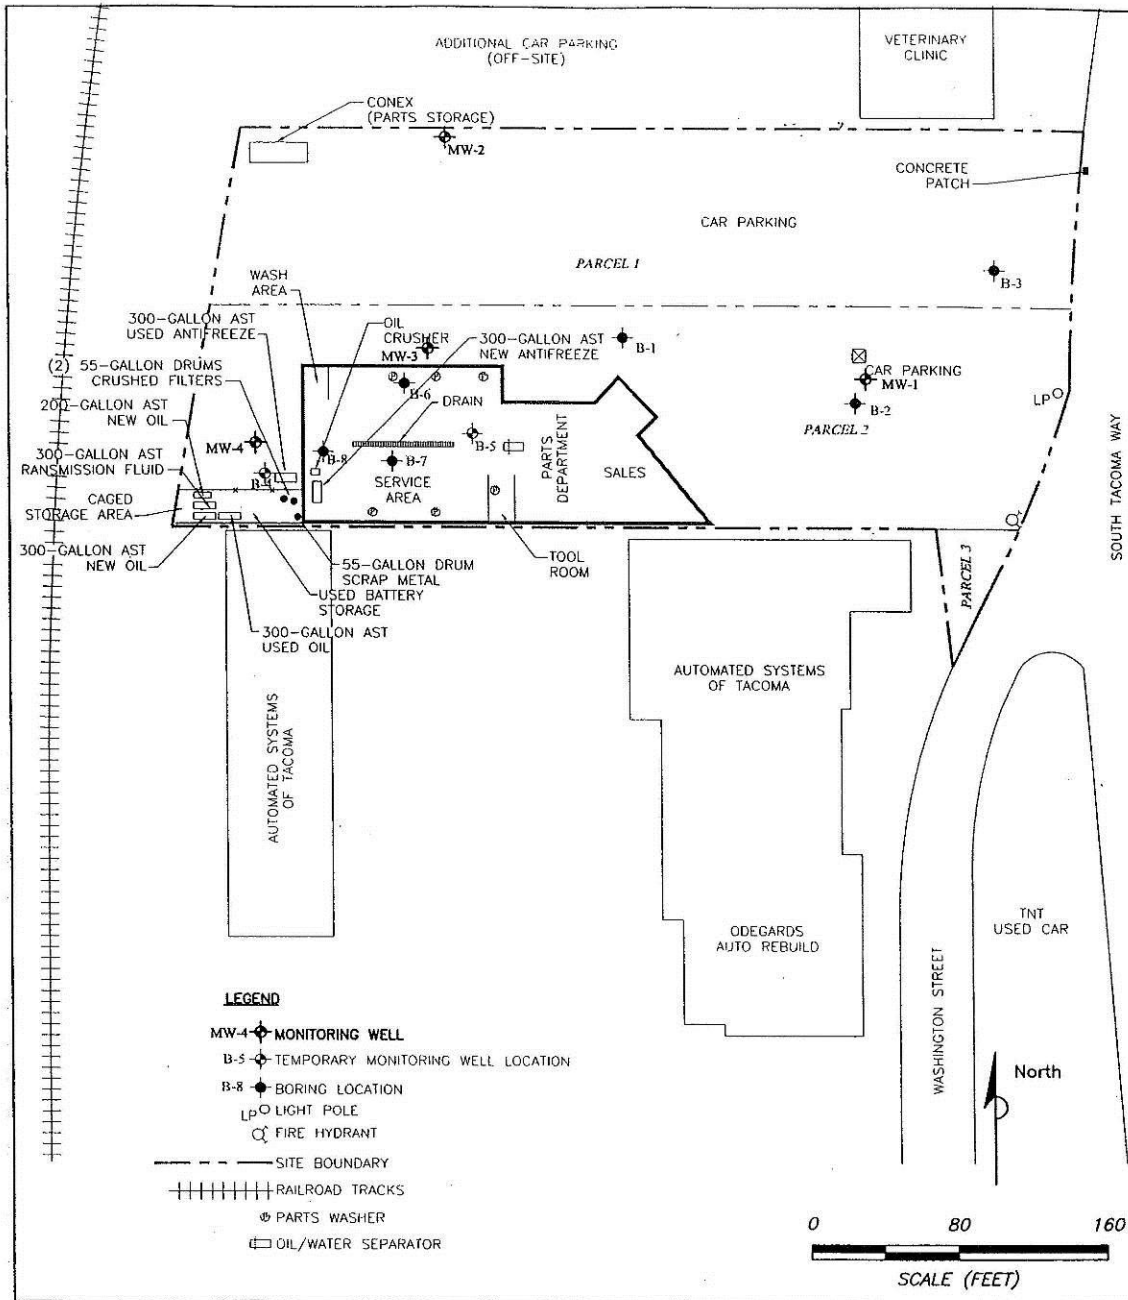 ADDITIONAL CAR PARKING
(OFF-SITE)
VETERINARY
CLINIC
CONEX
(PARTS STORAGE)
MW-2
CONCRETE
PATCH
CAR PARKING
PARCEL 1
WASH
AREA
B-3
300-GALLON AST
USED ANTIFREEZE
OIL
CRUSHER
300-GALLON AST
NEW ANTIFREEZE
MW-3
B-1
(2) 55-GALLON DRUMS
CRUSHED FILTERS
CAR PARKING
MW-1
B-6
LP
200-GALLON AST
NEW OIL
DRAIN
B-2
PARCEL 2
MW-4
B-5
300-GALLON AST
RANSMISSION FLUID
B-8
B-7
SERVICE
AREA
PARTS
DEPARTMENT
SALES
CAGED
STORAGE AREA
SOUTH TACOMA WAY
300-GALLON AST
NEW OIL
55-GALLON DRUM
SCRAP METAL
TOOL
ROOM
PARCEL 3
USED BATTERY
STORAGE
300-GALLON AST
USED OIL
AUTOMATED SYSTEMS
OF TACOMA
AUTOMATED SYSTEMS
OF TACOMA
ODEGARDS
AUTO REBUILD
TNT
USED CAR
WASHINGTON STREET
LEGEND
MW-4 MONITORING WELL
B-5 TEMPORARY MONITORING WELL LOCATION
B-8 BORING LOCATION
LP LIGHT POLE
FIRE HYDRANT
SITE BOUNDARY
RAILROAD TRACKS
PARTS WASHER
OIL/WATER SEPARATOR
North
0 80 160
SCALE (FEET)